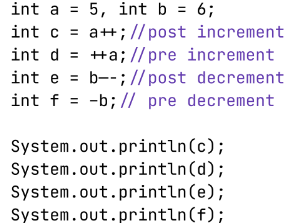 int a = 5, int b = 6;
int c = a++;//post increment
int d = ++a;//pre increment
int e = b--;//post decrement
int f = -b;// pre decrement
System.out.println(c);
System.out.println(d);
System.out.println(e);
System.out.println(f);